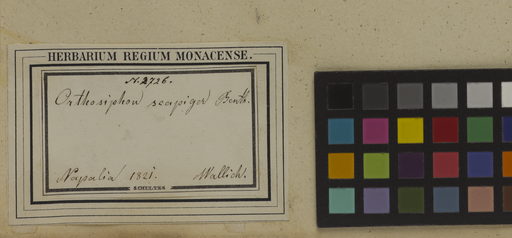 HERBARIUM REGIUM MONACENSE.
N. 2726.
Orthosiphon scapiger Benth.
Napalia 1821. Wallich.
SCHULTES